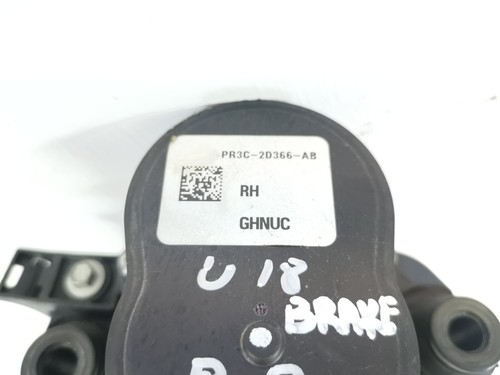 PR3C-2D366-AB
RH
GHNUC
U 18
BRAKE